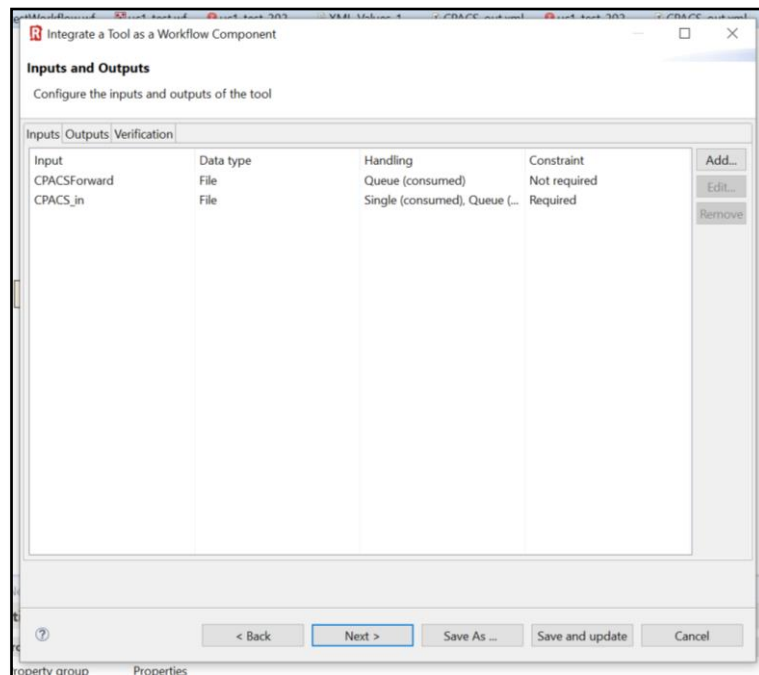 Integrate a Tool as a Workflow Component
Inputs and Outputs
Configure the inputs and outputs of the tool
Inputs Outputs Verification
Input Data type Handling Constraint Add...
CPACSForward File Queue (consumed) Not required Edit...
CPACS_in File Single (consumed), Queue (... Required Remove
< Back Next > Save As ... Save and update Cancel
Properties